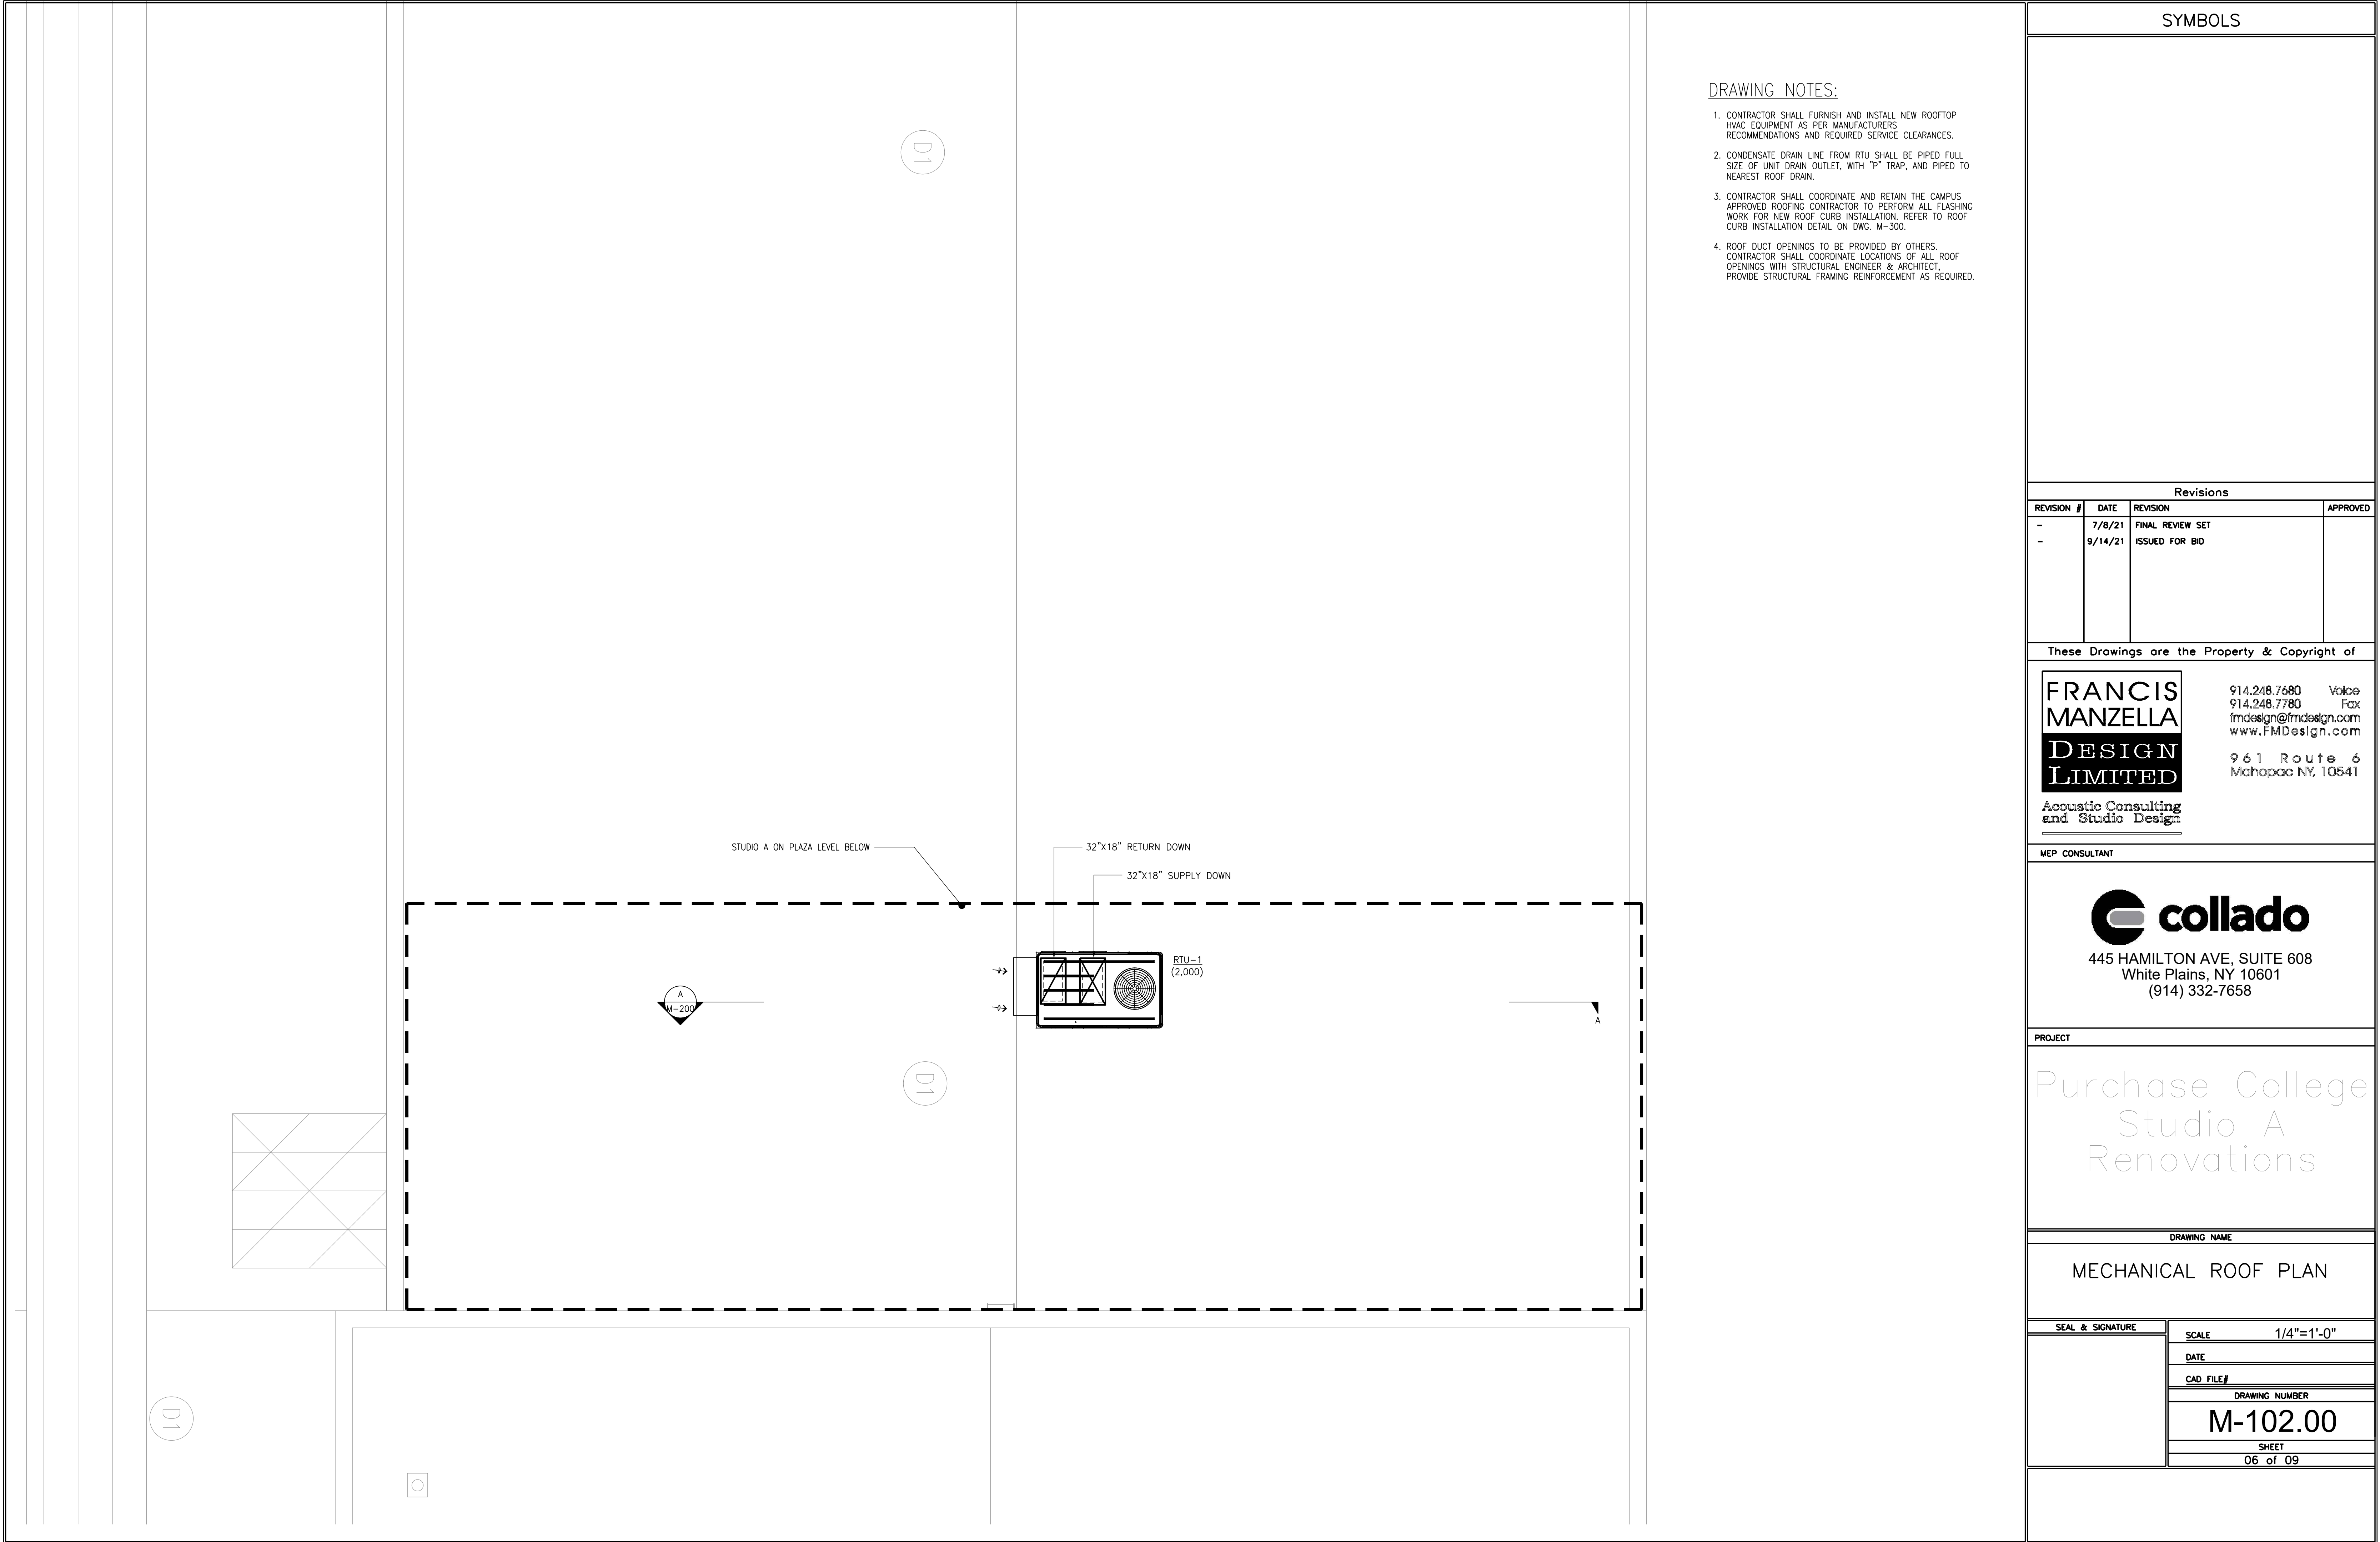 DRAWING NOTES:
1. CONTRACTOR SHALL FURNISH AND INSTALL NEW ROOFTOP
HVAC EQUIPMENT AS PER MANUFACTURERS
RECOMMENDATIONS AND REQUIRED SERVICE CLEARANCES.
2. CONDENSATE DRAIN LINE FROM RTU SHALL BE PIPED FULL
SIZE OF UNIT DRAIN OUTLET, WITH "P" TRAP, AND PIPED TO
NEAREST ROOF DRAIN.
3. CONTRACTOR SHALL COORDINATE AND RETAIN THE CAMPUS
APPROVED ROOFING CONTRACTOR TO PERFORM ALL FLASHING
WORK FOR NEW ROOF CURB INSTALLATION. REFER TO ROOF
CURB INSTALLATION DETAIL ON DWG. M-300.
4. ROOF DUCT OPENINGS TO BE PROVIDED BY OTHERS.
CONTRACTOR SHALL COORDINATE LOCATIONS OF ALL ROOF
OPENINGS WITH STRUCTURAL ENGINEER & ARCHITECT,
PROVIDE STRUCTURAL FRAMING REINFORCEMENT AS REQUIRED.
D1
STUDIO A ON PLAZA LEVEL BELOW
32"X18" RETURN DOWN
32"X18" SUPPLY DOWN
RTU-1
(2,000)
A
M-200
A
D1
D1
SYMBOLS
Revisions
REVISION # DATE REVISION APPROVED
- 7/8/21 FINAL REVIEW SET
- 9/14/21 ISSUED FOR BID
These Drawings are the Property & Copyright of
FRANCIS
MANZELLA
DESIGN
LIMITED
Acoustic Consulting
and Studio Design
914.248.7680 Voice
914.248.7780 Fax
fmdesign@fmdesign.com
www.FMDesign.com
961 Route 6
Mahopac NY, 10541
MEP CONSULTANT
collado
445 HAMILTON AVE, SUITE 608
White Plains, NY 10601
(914) 332-7658
PROJECT
Purchase College
Studio A
Renovations
DRAWING NAME
MECHANICAL ROOF PLAN
SEAL & SIGNATURE
SCALE 1/4"=1'-0"
DATE
CAD FILE#
DRAWING NUMBER
M-102.00
SHEET
06 of 09